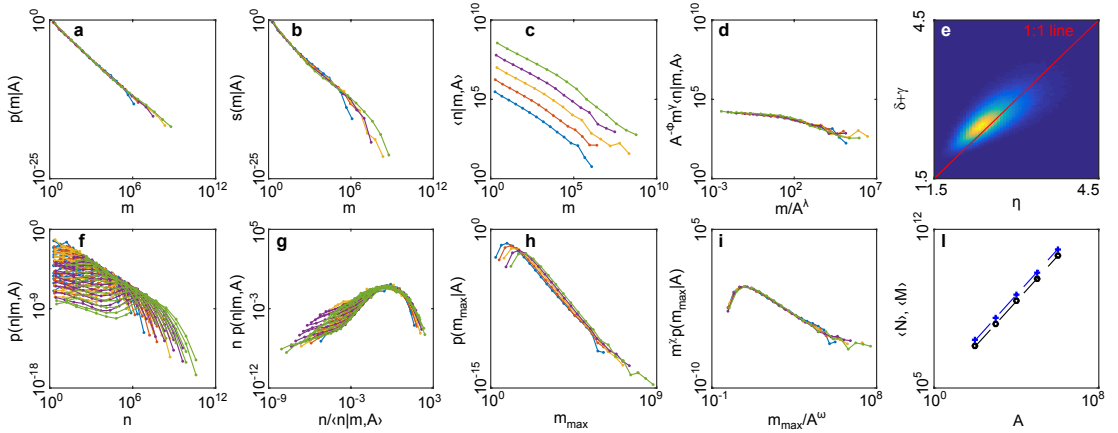 a
p(m|A)
10^0
10^-25
10^0
10^6
10^12
m
b
s(m|A)
10^0
10^-25
10^0
10^6
10^12
m
c
⟨n|m,A⟩
10^10
10^5
10^0
10^0
10^5
10^10
m
d
A^-Φ m^γ⟨n|m,A⟩
10^10
10^5
10^0
10^-3
10^2
10^7
m/A^λ
e
1:1 line
δ+γ
4.5
1.5
1.5
4.5
η
f
p(n|m,A)
10^0
10^-9
10^-18
10^0
10^6
10^12
n
g
n p(n|m,A)
10^5
10^-3
10^-12
10^-9
10^-3
10^3
n/⟨n|m,A⟩
h
p(m_max|A)
10^0
10^-15
10^0
10^9
m_max
i
m^χ p(m_max|A)
10^10
10^-10
10^-1
10^8
m_max/A^ω
l
⟨N⟩, ⟨M⟩
10^12
10^5
10^0
10^8
A